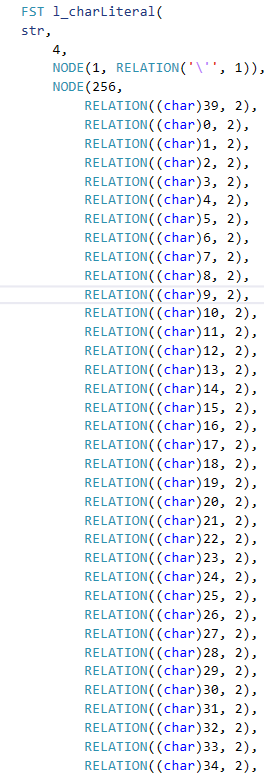 FST l_charLiteral(
str,
4,
NODE(1, RELATION('\'', 1)),
NODE(256,
RELATION((char)39, 2),
RELATION((char)0, 2),
RELATION((char)1, 2),
RELATION((char)2, 2),
RELATION((char)3, 2),
RELATION((char)4, 2),
RELATION((char)5, 2),
RELATION((char)6, 2),
RELATION((char)7, 2),
RELATION((char)8, 2),
RELATION((char)9, 2),
RELATION((char)10, 2),
RELATION((char)11, 2),
RELATION((char)12, 2),
RELATION((char)13, 2),
RELATION((char)14, 2),
RELATION((char)15, 2),
RELATION((char)16, 2),
RELATION((char)17, 2),
RELATION((char)18, 2),
RELATION((char)19, 2),
RELATION((char)20, 2),
RELATION((char)21, 2),
RELATION((char)22, 2),
RELATION((char)23, 2),
RELATION((char)24, 2),
RELATION((char)25, 2),
RELATION((char)26, 2),
RELATION((char)27, 2),
RELATION((char)28, 2),
RELATION((char)29, 2),
RELATION((char)30, 2),
RELATION((char)31, 2),
RELATION((char)32, 2),
RELATION((char)33, 2),
RELATION((char)34, 2),